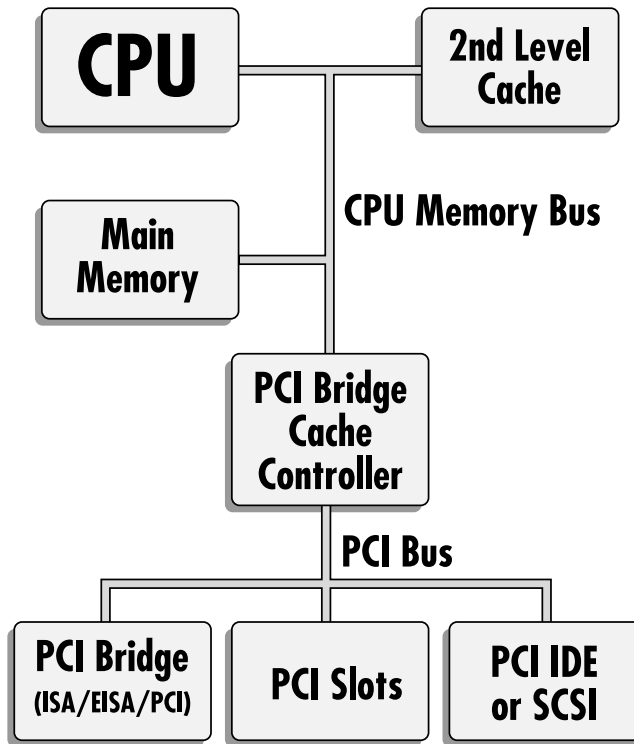 CPU
2nd Level
Cache
CPU Memory Bus
Main
Memory
PCI Bridge
Cache
Controller
PCI Bus
PCI Bridge
(ISA/EISA/PCI)
PCI Slots
PCI IDE
or SCSI